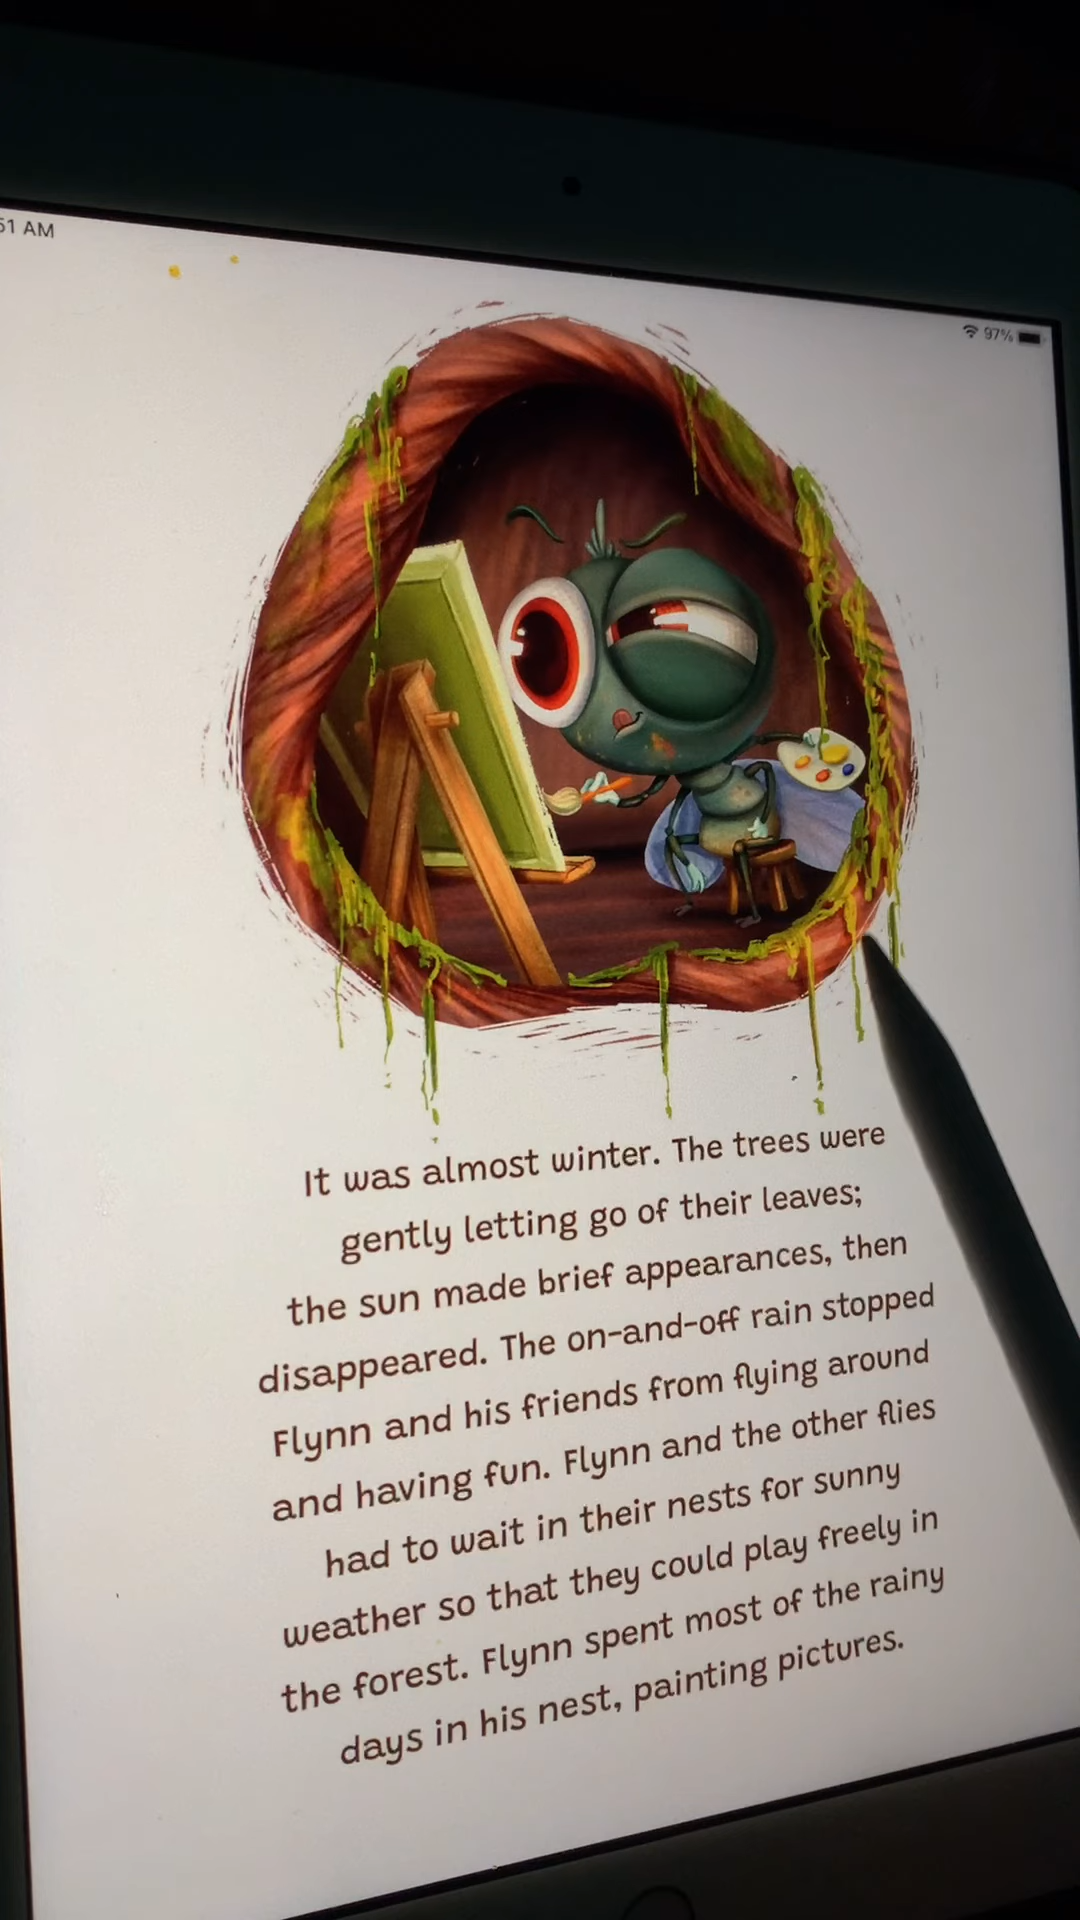 51 AM
97%
It was almost winter. The trees were
gently letting go of their leaves;
the sun made brief appearances, then
disappeared. The on-and-off rain stopped
Flynn and his friends from flying around
and having fun. Flynn and the other flies
had to wait in their nests for sunny
weather so that they could play freely in
the forest. Flynn spent most of the rainy
days in his nest, painting pictures.